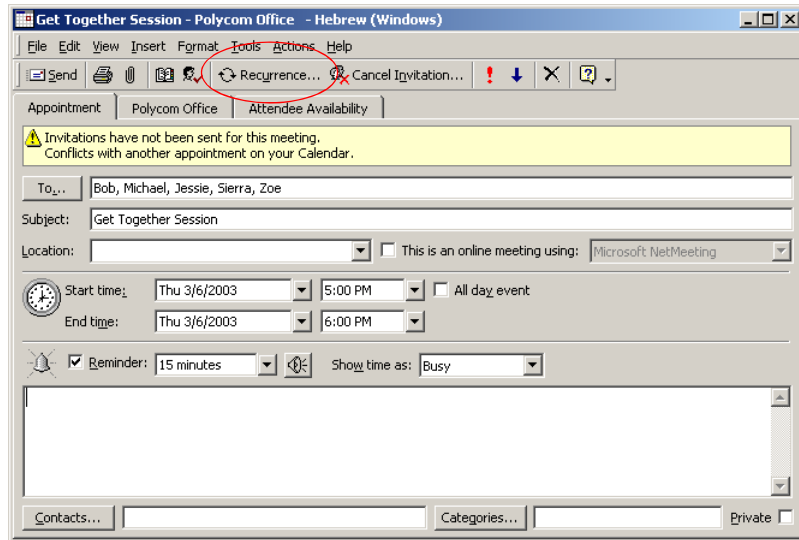 Get Together Session - Polycom Office - Hebrew (Windows)
File Edit View Insert Format Tools Actions Help
Send Recurrence... Cancel Invitation...
Appointment Polycom Office Attendee Availability
Invitations have not been sent for this meeting.
Conflicts with another appointment on your Calendar.
To... Bob, Michael, Jessie, Sierra, Zoe
Subject: Get Together Session
Location: This is an online meeting using: Microsoft NetMeeting
Start time: Thu 3/6/2003 5:00 PM All day event
End time: Thu 3/6/2003 6:00 PM
Reminder: 15 minutes Show time as: Busy
Contacts... Categories... Private